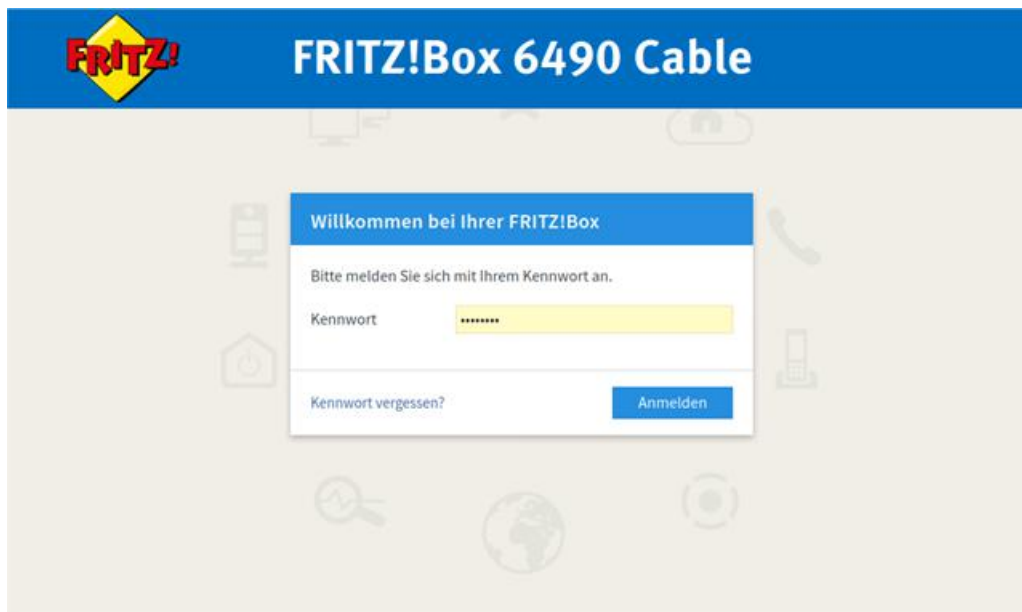 FRITZ!
FRITZ!Box 6490 Cable
Willkommen bei Ihrer FRITZ!Box
Bitte melden Sie sich mit Ihrem Kennwort an.
Kennwort ••••••••
Kennwort vergessen? Anmelden